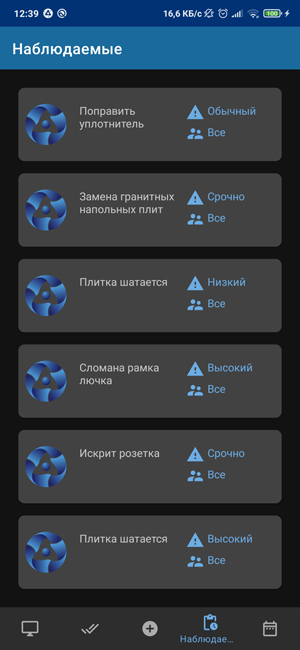 12:39
16,6 КБ/с
100
Наблюдаемые
Поправить
уплотнитель
Обычный
Все
Замена гранитных
напольных плит
Срочно
Все
Плитка шатается
Низкий
Все
Сломана рамка
лючка
Высокий
Все
Искрит розетка
Срочно
Все
Плитка шатается
Высокий
Все
Наблюдае...